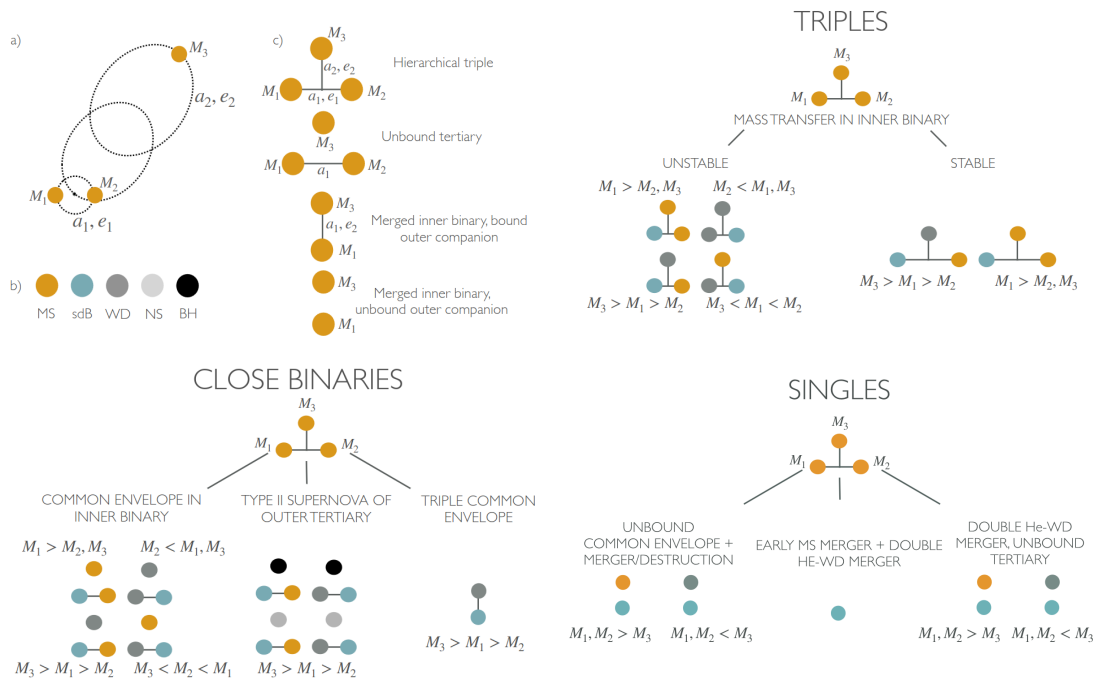 a)
M3
a2, e2
M1
M2
a1, e1
b)
MS
sdB
WD
NS
BH
c)
M3
a2, e2
M1
a1, e1
M2
Hierarchical triple
Unbound tertiary
M3
M1
a1
M2
M3
a1, e2
M1
Merged inner binary, bound
outer companion
M3
Merged inner binary,
unbound outer companion
M1
TRIPLES
M3
M1
M2
MASS TRANSFER IN INNER BINARY
UNSTABLE
STABLE
M1 > M2, M3
M2 < M1, M3
M3 > M1 > M2
M3 < M1 < M2
M3 > M1 > M2
M1 > M2, M3
CLOSE BINARIES
M3
M1
M2
COMMON ENVELOPE IN
INNER BINARY
TYPE II SUPERNOVA OF
OUTER TERTIARY
TRIPLE COMMON
ENVELOPE
M1 > M2, M3
M2 < M1, M3
M3 > M1 > M2
M3 < M2 < M1
M3 > M1 > M2
M3 > M1 > M2
SINGLES
M3
M1
M2
UNBOUND
COMMON ENVELOPE +
MERGER/DESTRUCTION
EARLY MS MERGER + DOUBLE
HE-WD MERGER
DOUBLE He-WD
MERGER, UNBOUND
TERTIARY
M1, M2 > M3
M1, M2 < M3
M1, M2 > M3
M1, M2 < M3